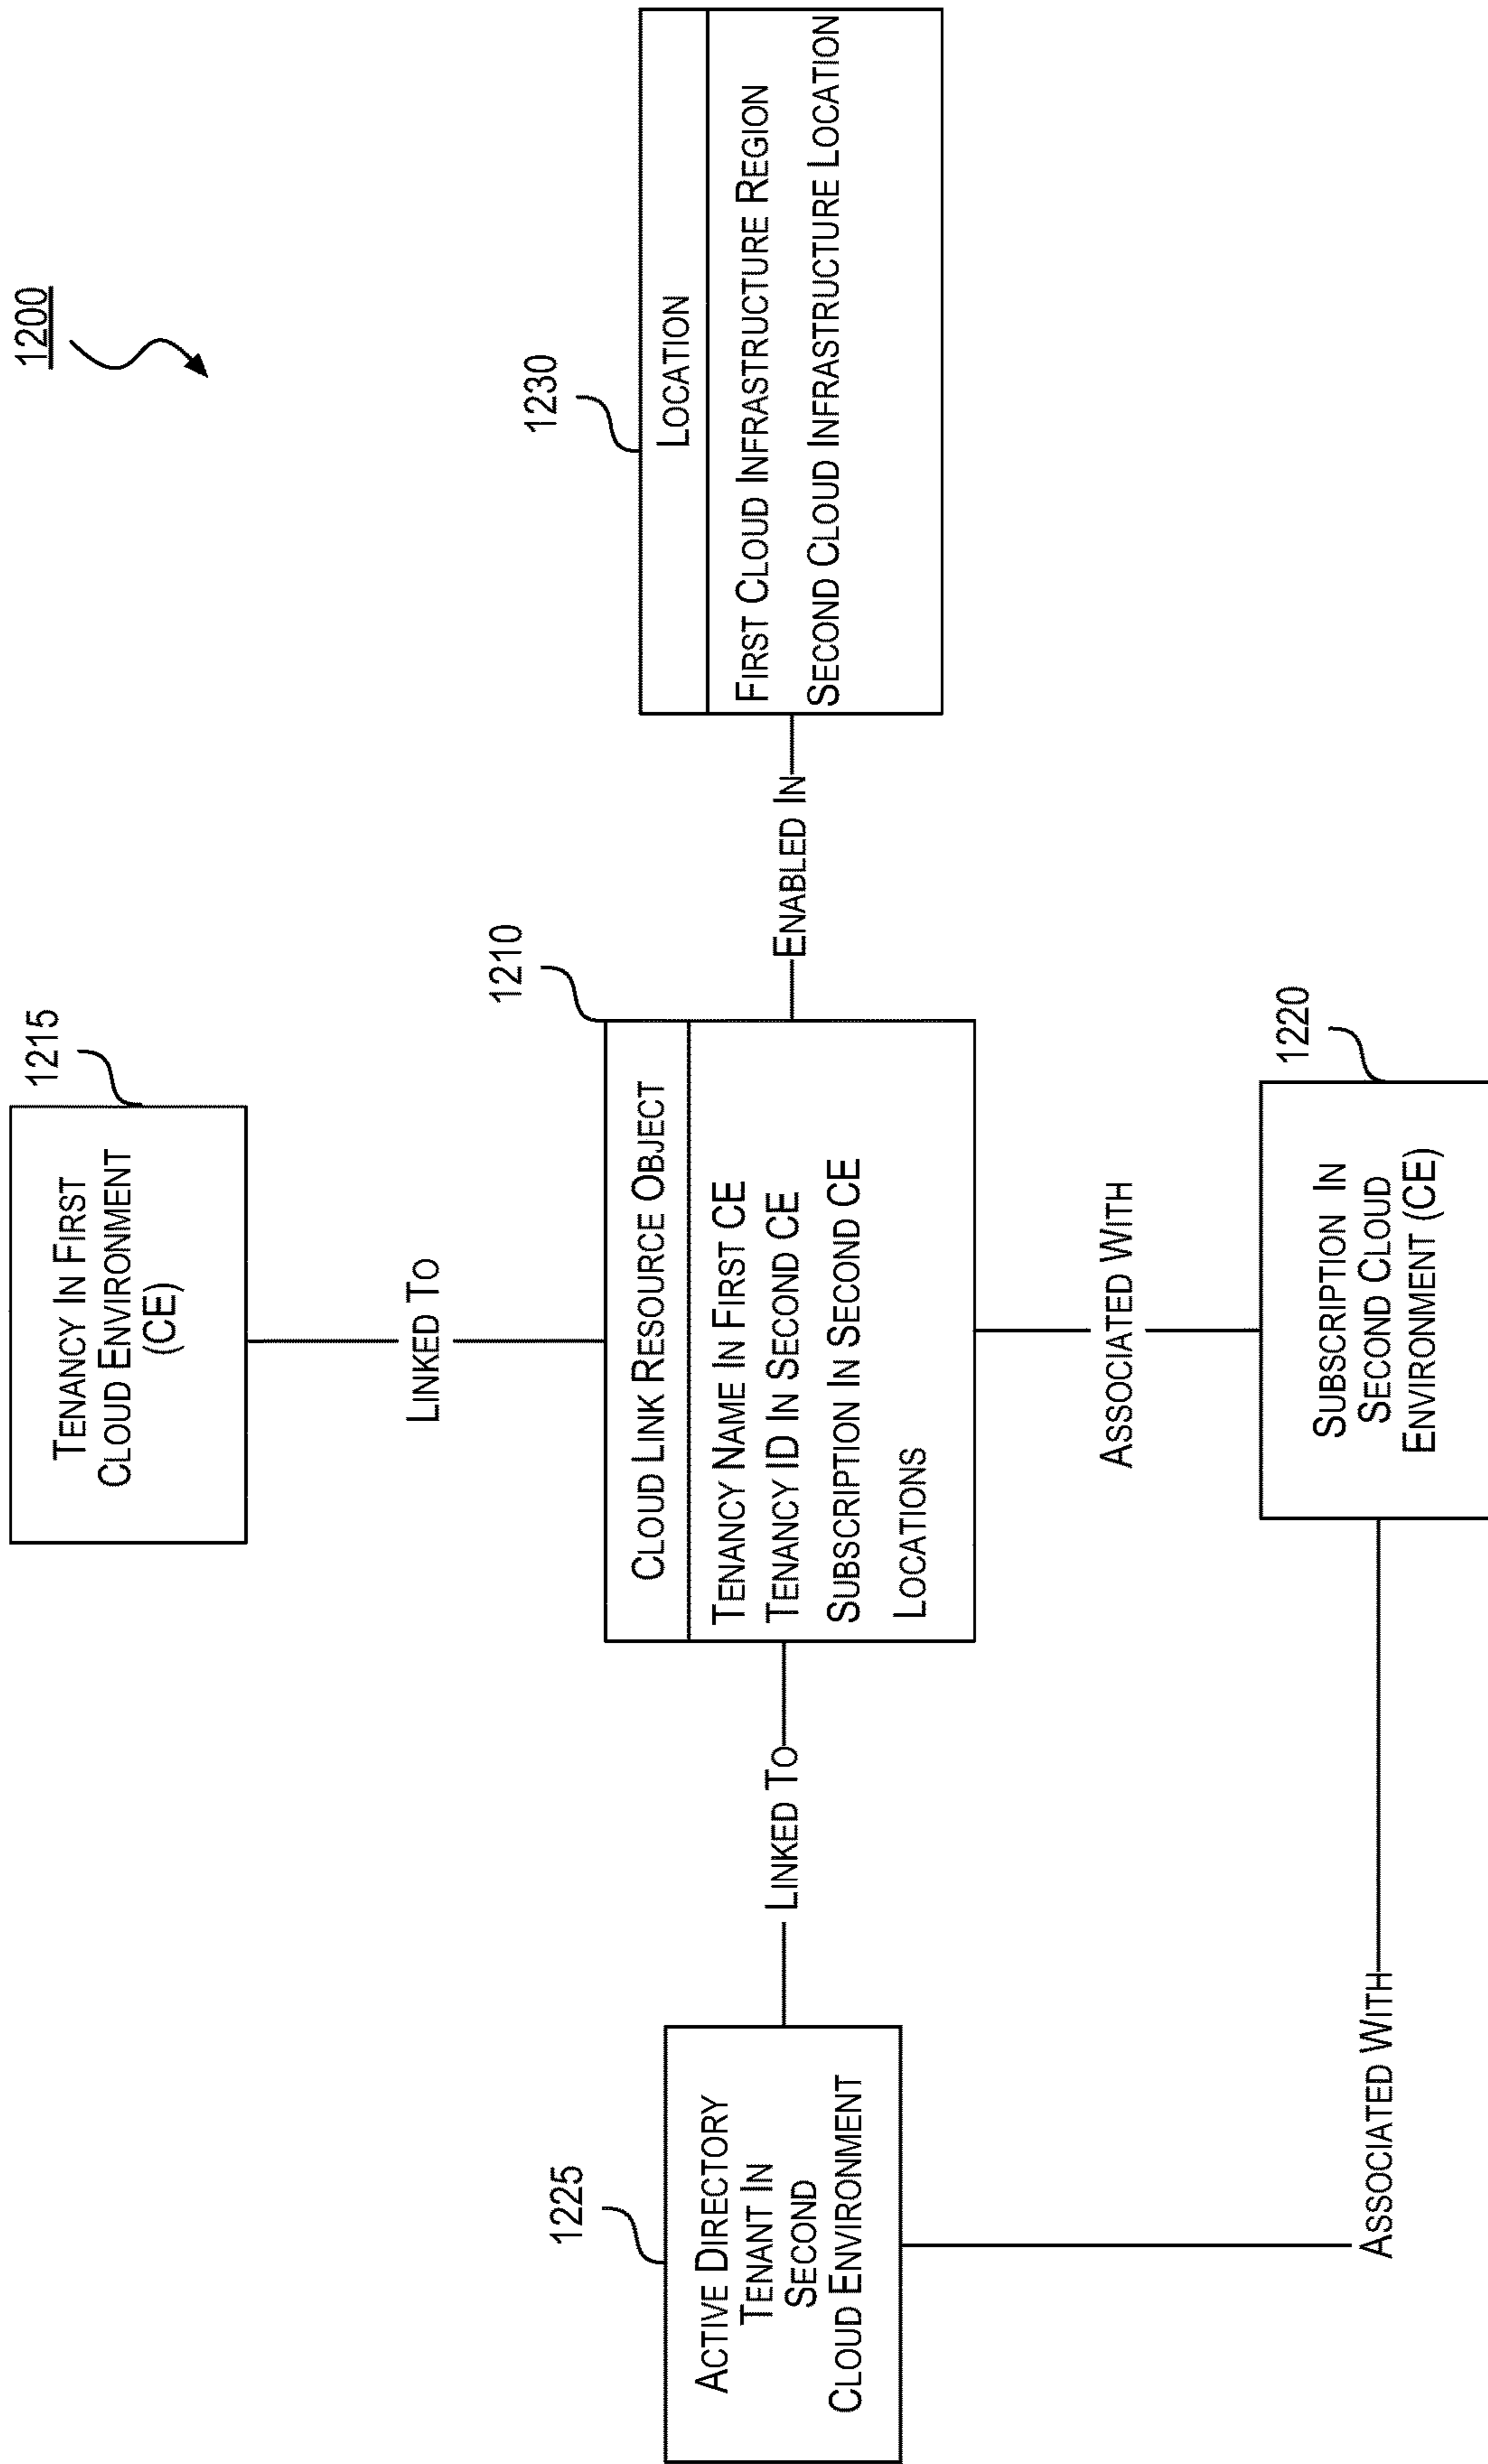 1200
1215
TENANCY IN FIRST
CLOUD ENVIRONMENT
(CE)
LINKED TO
1225
ACTIVE DIRECTORY
TENANT IN
SECOND
CLOUD ENVIRONMENT
LINKED TO
1210
CLOUD LINK RESOURCE OBJECT
TENANCY NAME IN FIRST CE
TENANCY ID IN SECOND CE
SUBSCRIPTION IN SECOND CE
LOCATIONS
ENABLED IN
1230
LOCATION
FIRST CLOUD INFRASTRUCTURE REGION
SECOND CLOUD INFRASTRUCTURE LOCATION
ASSOCIATED WITH
1220
SUBSCRIPTION IN
SECOND CLOUD
ENVIRONMENT (CE)
ASSOCIATED WITH